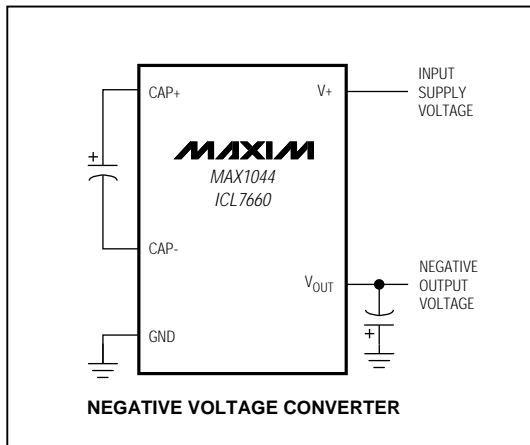 CAP+
V+
INPUT
SUPPLY
VOLTAGE
MAXIM
MAX1044
ICL7660
+
CAP-
VOUT
NEGATIVE
OUTPUT
VOLTAGE
+
GND
NEGATIVE VOLTAGE CONVERTER